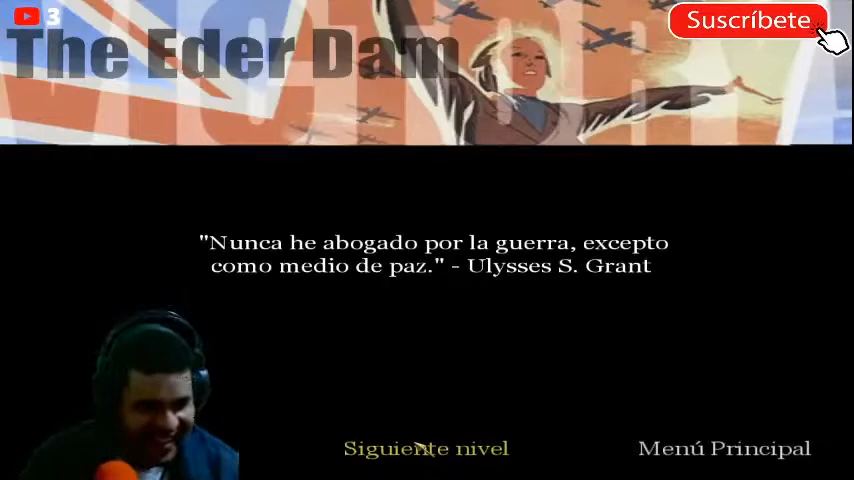 3
Suscríbete
The Eder Dam
VICTORY
"Nunca he abogado por la guerra, excepto
como medio de paz." - Ulysses S. Grant
Siguiente nivel
Menú Principal